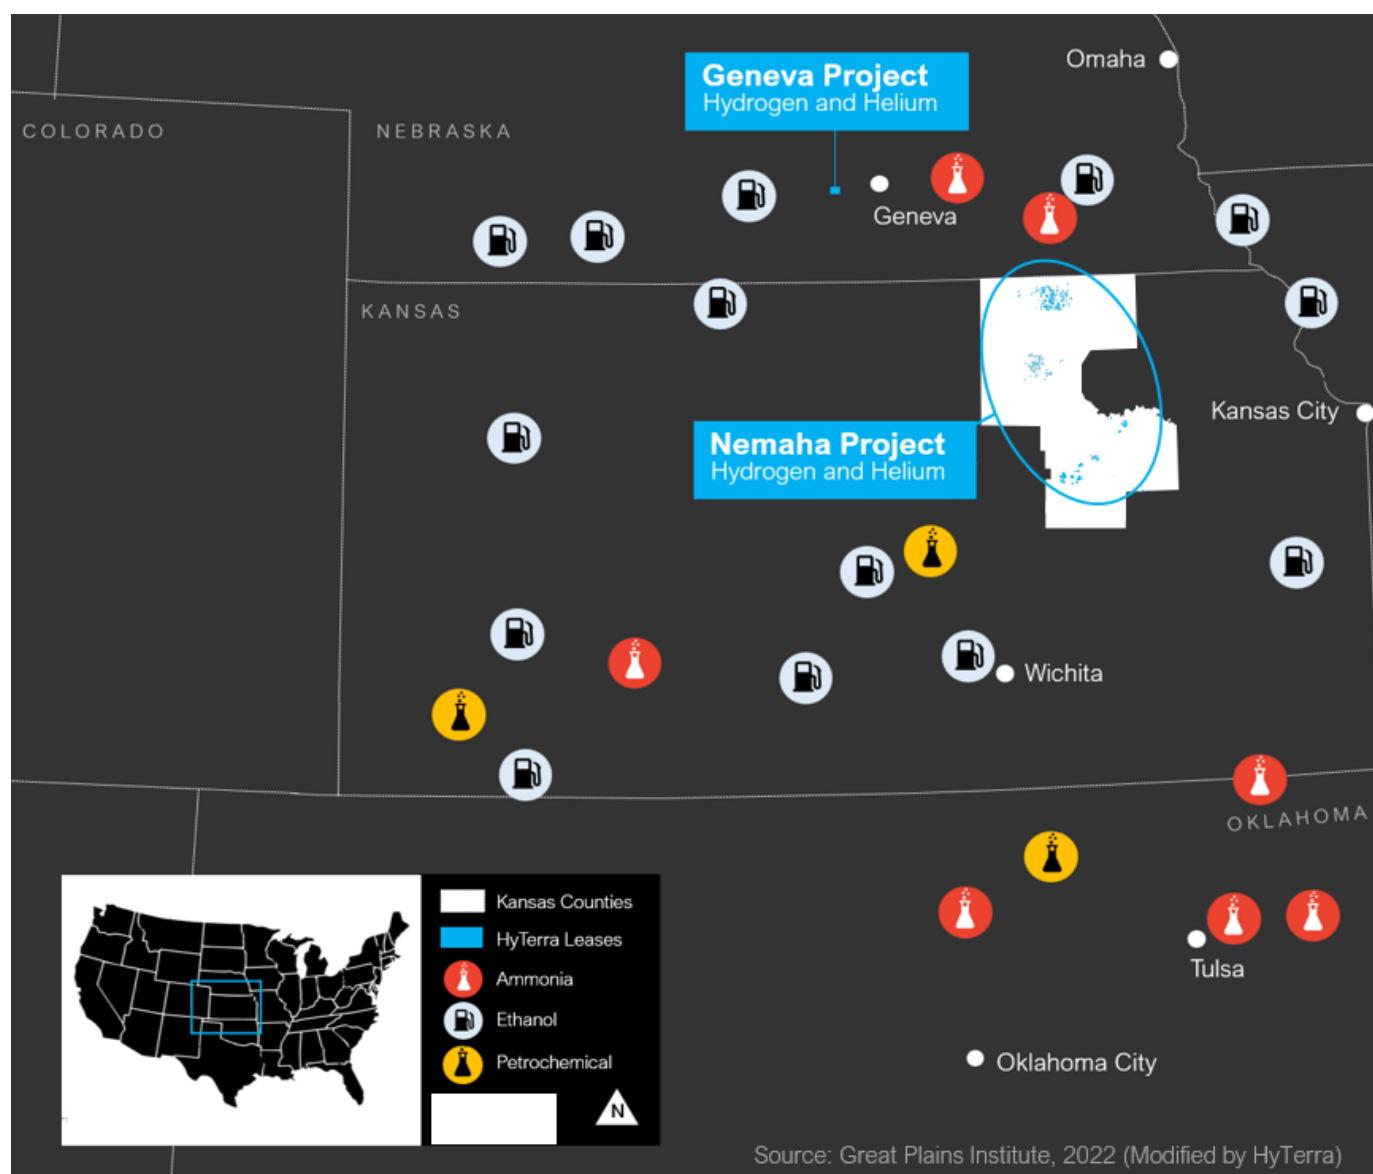 Omaha
Geneva Project
Hydrogen and Helium
COLORADO
NEBRASKA
Geneva
KANSAS
Kansas City
Nemaha Project
Hydrogen and Helium
Wichita
OKLAHOMA
Kansas Counties
HyTerra Leases
Ammonia
Ethanol
Petrochemical
N
Tulsa
Oklahoma City
Source: Great Plains Institute, 2022 (Modified by HyTerra)